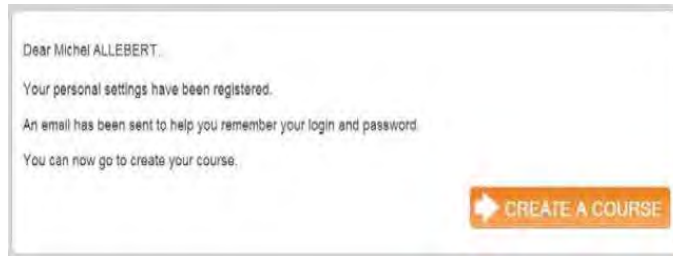 Dear Michel ALLEBERT.
Your personal settings have been registered.
An email has been sent to help you remember your login and password.
You can now go to create your course.
CREATE A COURSE